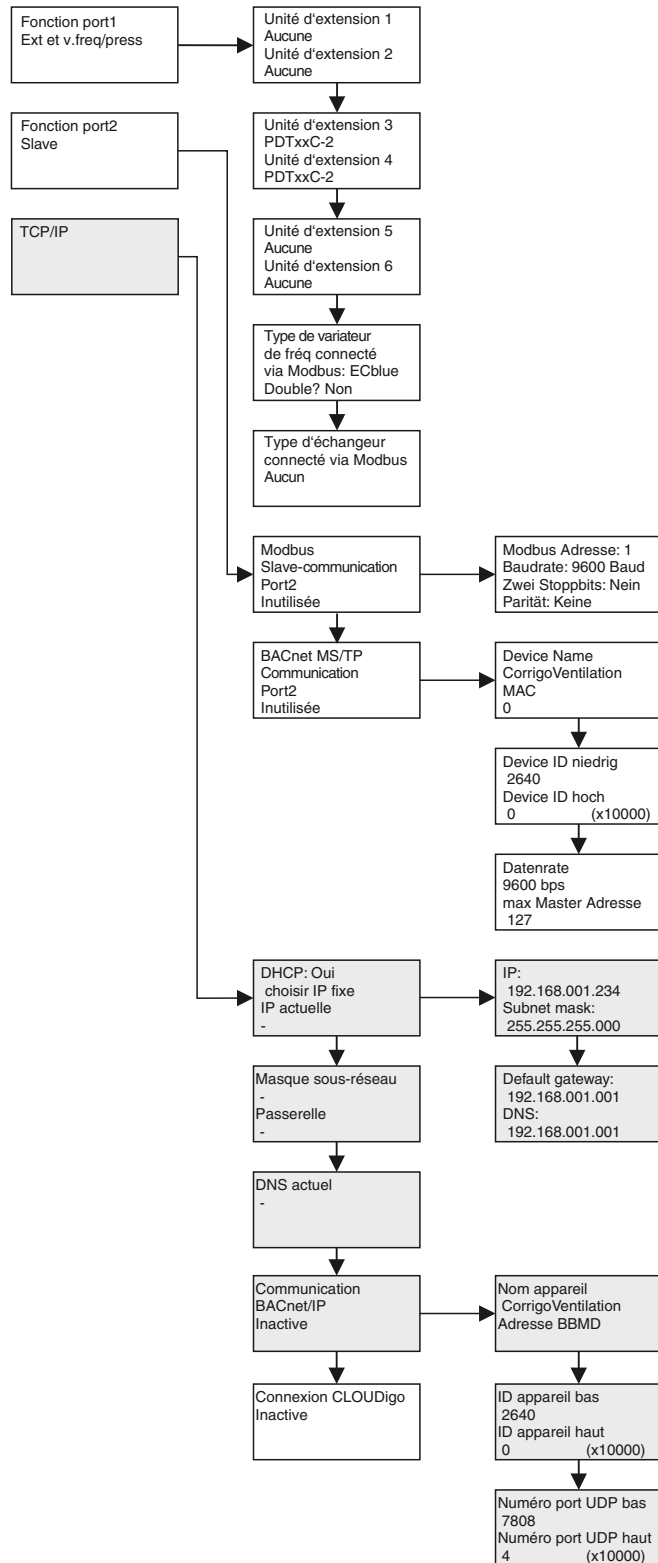 Fonction port1
Ext et v.freq/press
Unité d‘extension 1
Aucune
Unité d‘extension 2
Aucune
Fonction port2
Slave
Unité d‘extension 3
PDTxxC-2
Unité d‘extension 4
PDTxxC-2
TCP/IP
Unité d‘extension 5
Aucune
Unité d‘extension 6
Aucune
Type de variateur
de fréq connecté
via Modbus: ECblue
Double? Non
Type d‘échangeur
connecté via Modbus
Aucun
Modbus
Slave-communication
Port2
Inutilisée
Modbus Adresse: 1
Baudrate: 9600 Baud
Zwei Stoppbits: Nein
Parität: Keine
BACnet MS/TP
Communication
Port2
Inutilisée
Device Name
CorrigoVentilation
MAC
0
Device ID niedrig
2640
Device ID hoch
0 (x10000)
Datenrate
9600 bps
max Master Adresse
127
DHCP: Oui
choisir IP fixe
IP actuelle
-
IP:
192.168.001.234
Subnet mask:
255.255.255.000
Masque sous-réseau
-
Passerelle
-
Default gateway:
192.168.001.001
DNS:
192.168.001.001
DNS actuel
-
Communication
BACnet/IP
Inactive
Nom appareil
CorrigoVentilation
Adresse BBMD
Connexion CLOUDigo
Inactive
ID appareil bas
2640
ID appareil haut
0 (x10000)
Numéro port UDP bas
7808
Numéro port UDP haut
4 (x10000)